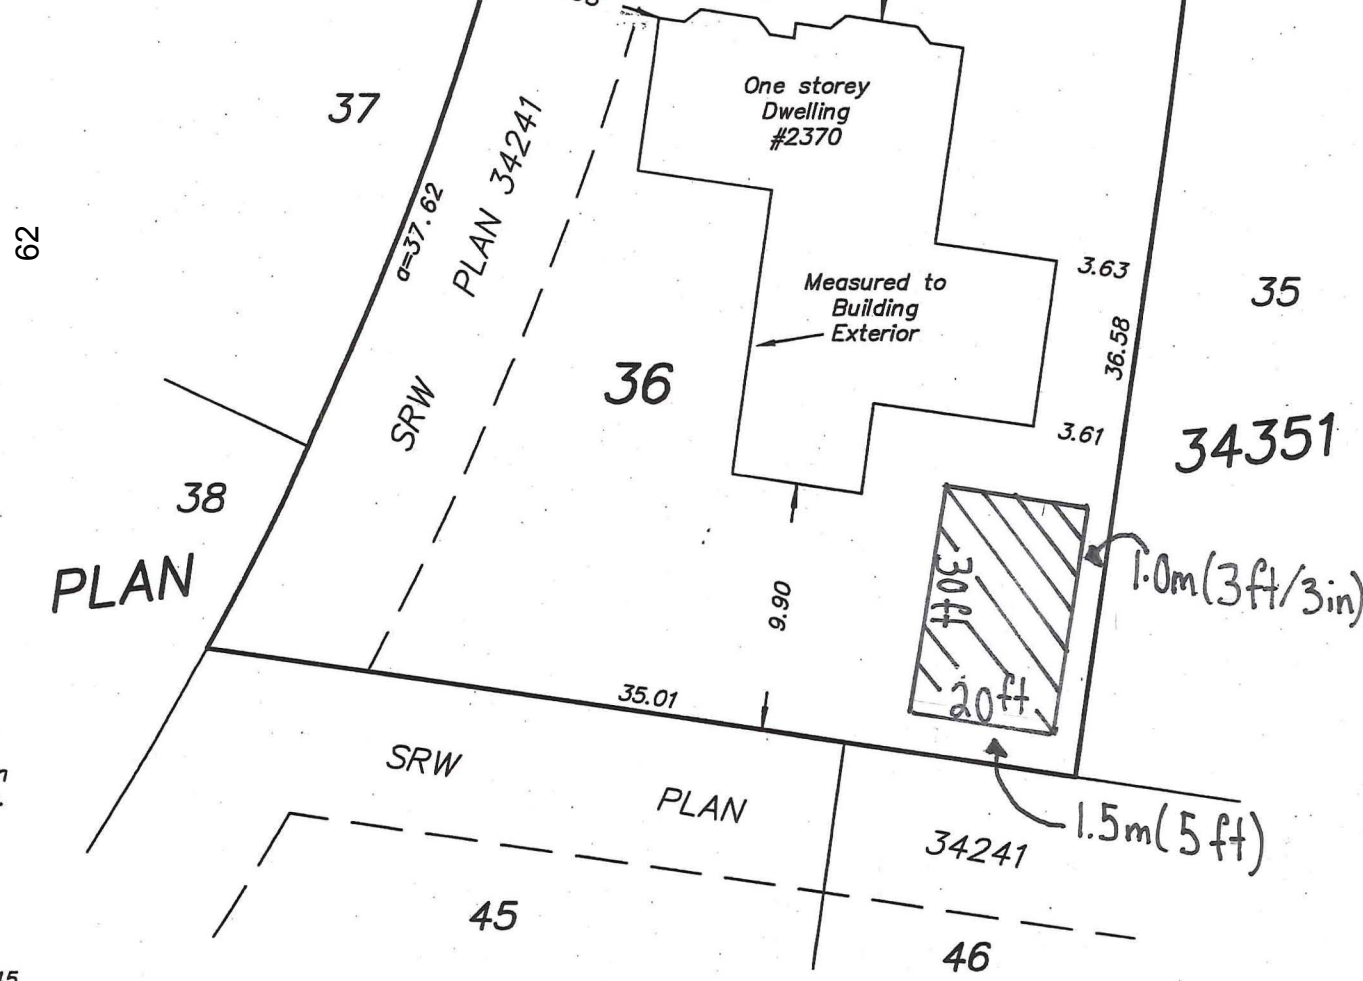 One storey
Dwelling
#2370
37
PLAN 34241
a=37.62
62
Measured to
Building
Exterior
3.63
35
36.58
36
SRW
3.61
34351
38
PLAN
30ft
1.0m(3ft/3in)
9.90
20ft
35.01
SRW
PLAN
34241
1.5m(5ft)
45
46